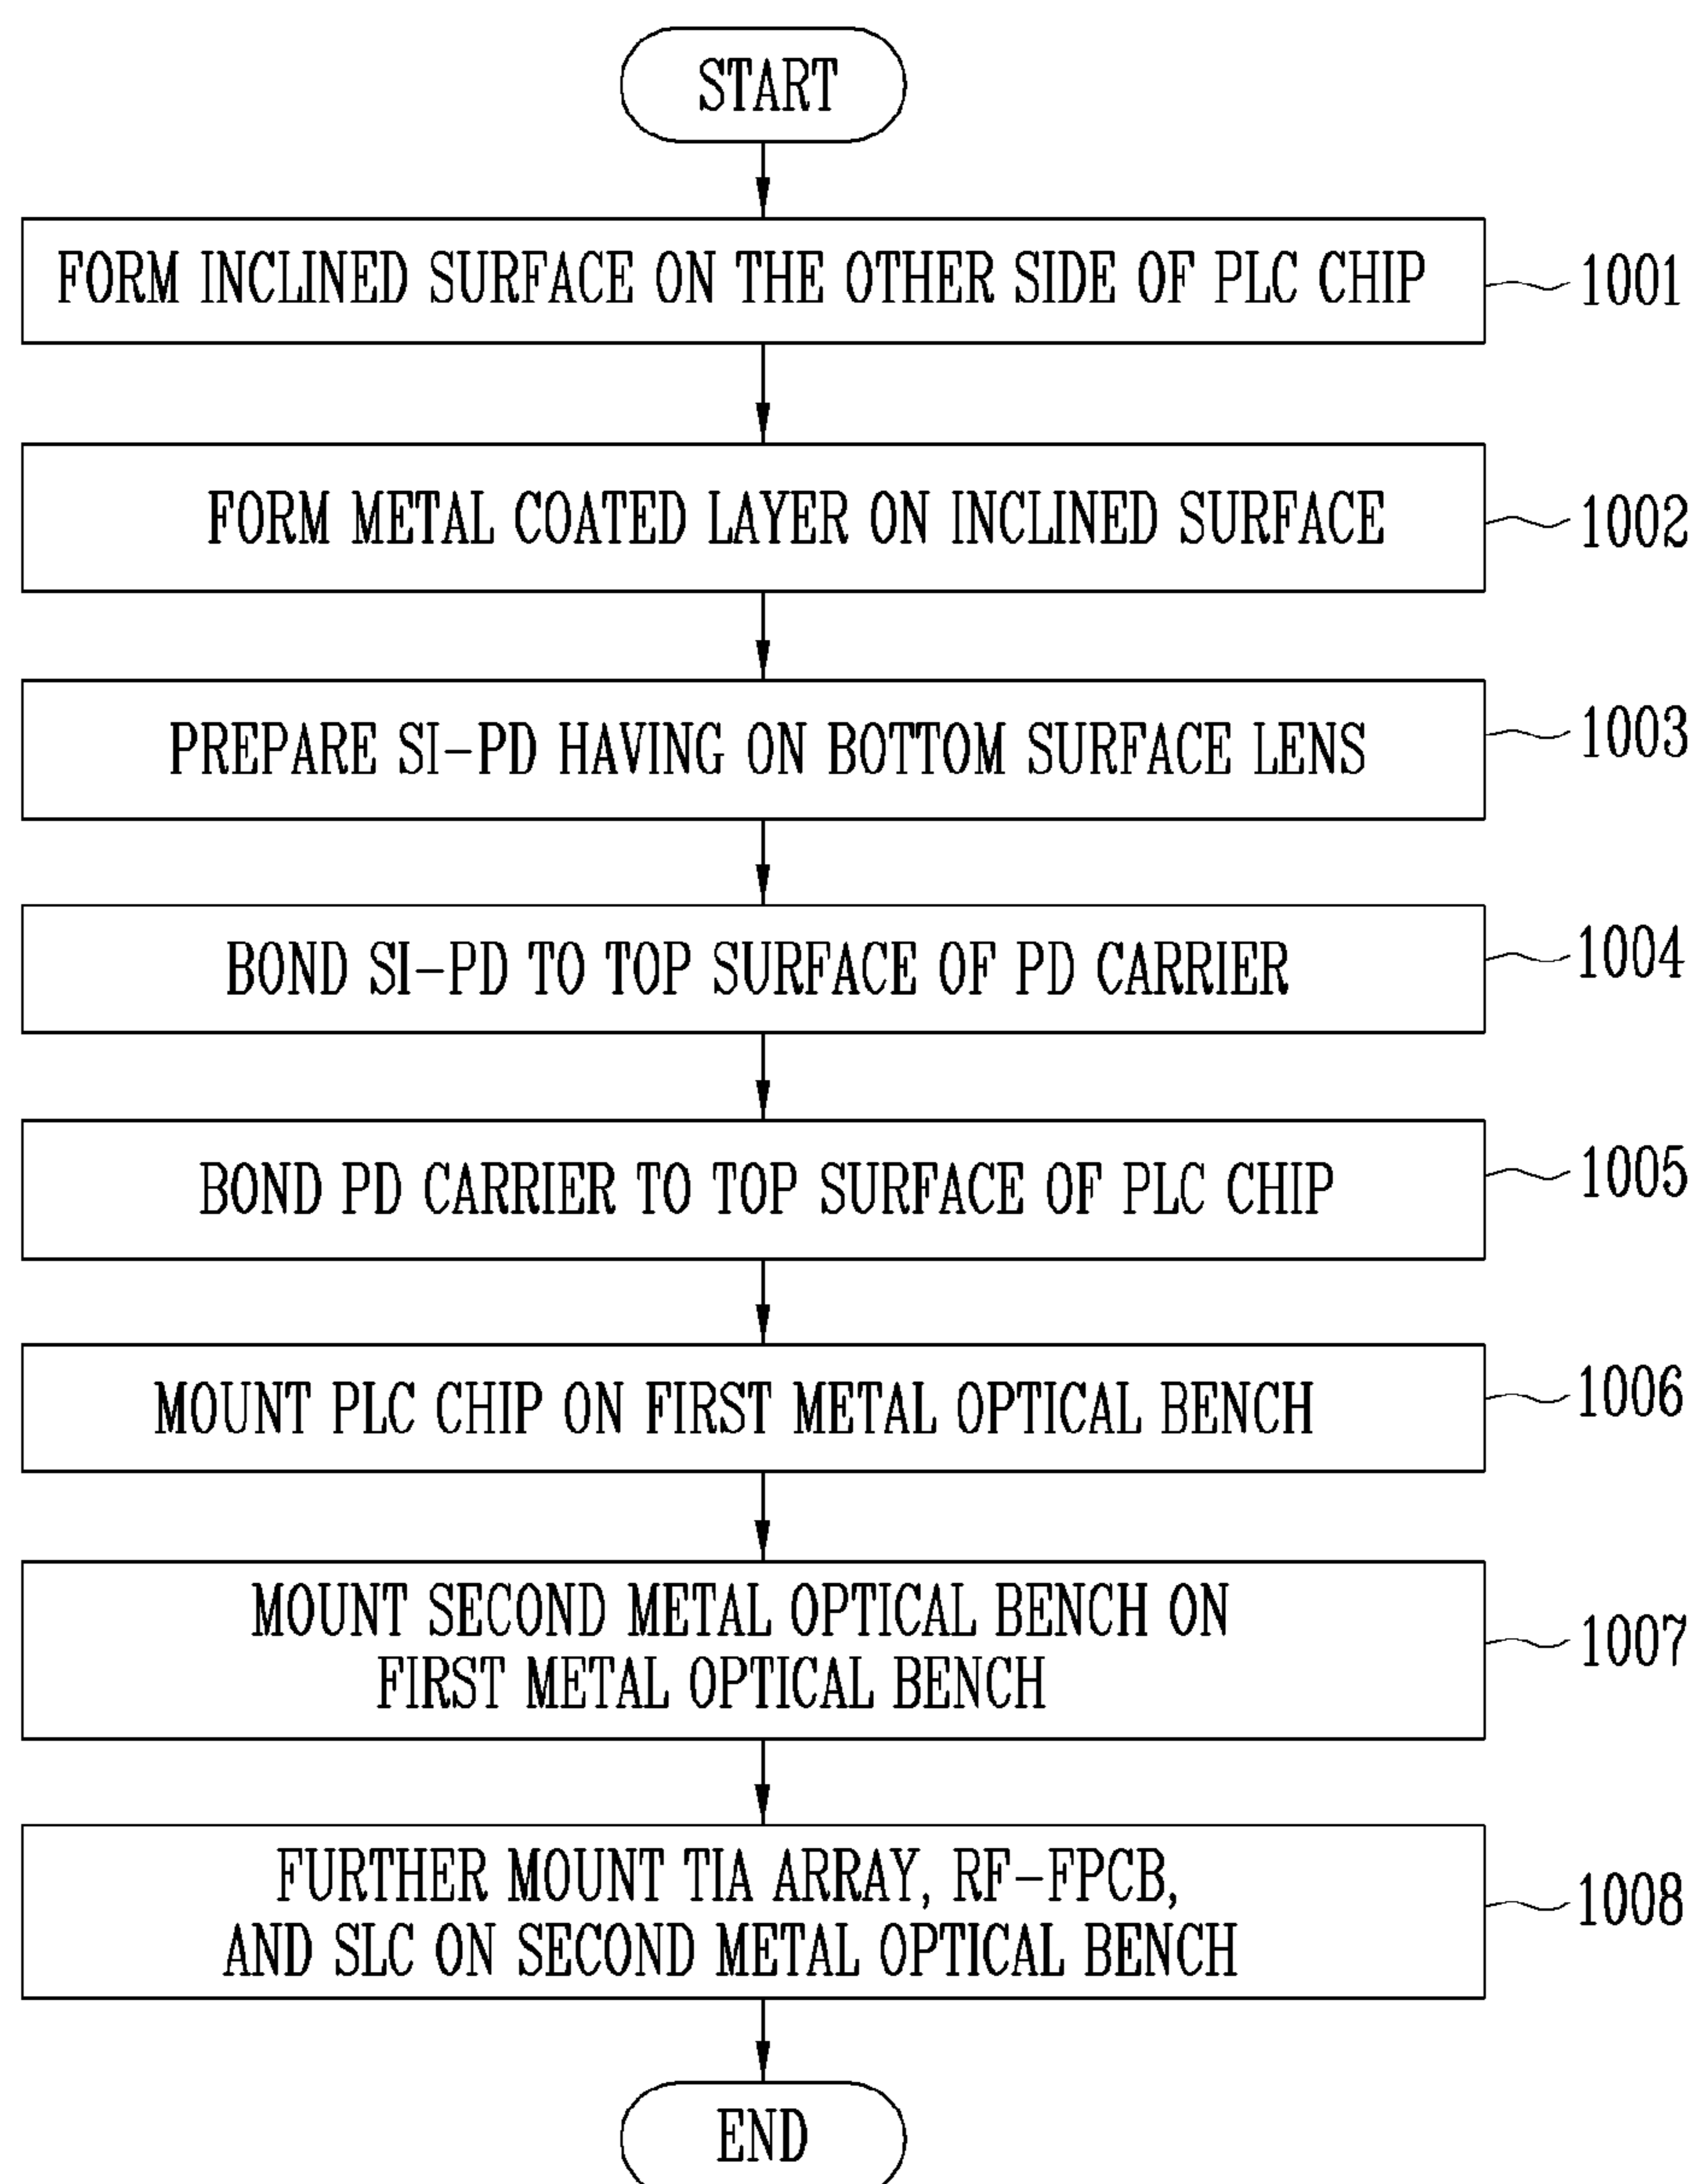 START
FORM INCLINED SURFACE ON THE OTHER SIDE OF PLC CHIP
1001
FORM METAL COATED LAYER ON INCLINED SURFACE
1002
PREPARE SI-PD HAVING ON BOTTOM SURFACE LENS
1003
BOND SI-PD TO TOP SURFACE OF PD CARRIER
1004
BOND PD CARRIER TO TOP SURFACE OF PLC CHIP
1005
MOUNT PLC CHIP ON FIRST METAL OPTICAL BENCH
1006
MOUNT SECOND METAL OPTICAL BENCH ON
FIRST METAL OPTICAL BENCH
1007
FURTHER MOUNT TIA ARRAY, RF-FPCB,
AND SLC ON SECOND METAL OPTICAL BENCH
1008
END